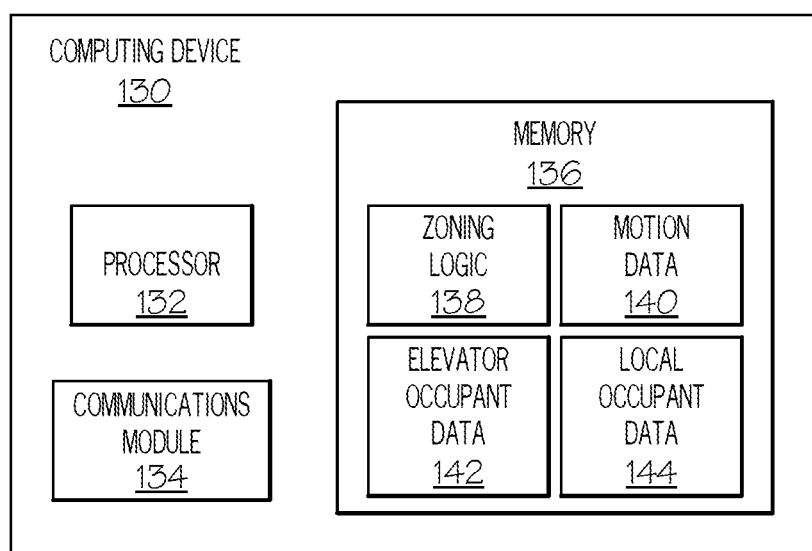 COMPUTING DEVICE
130
MEMORY
136
PROCESSOR
132
ZONING
LOGIC
138
MOTION
DATA
140
COMMUNICATIONS
MODULE
134
ELEVATOR
OCCUPANT
DATA
142
LOCAL
OCCUPANT
DATA
144